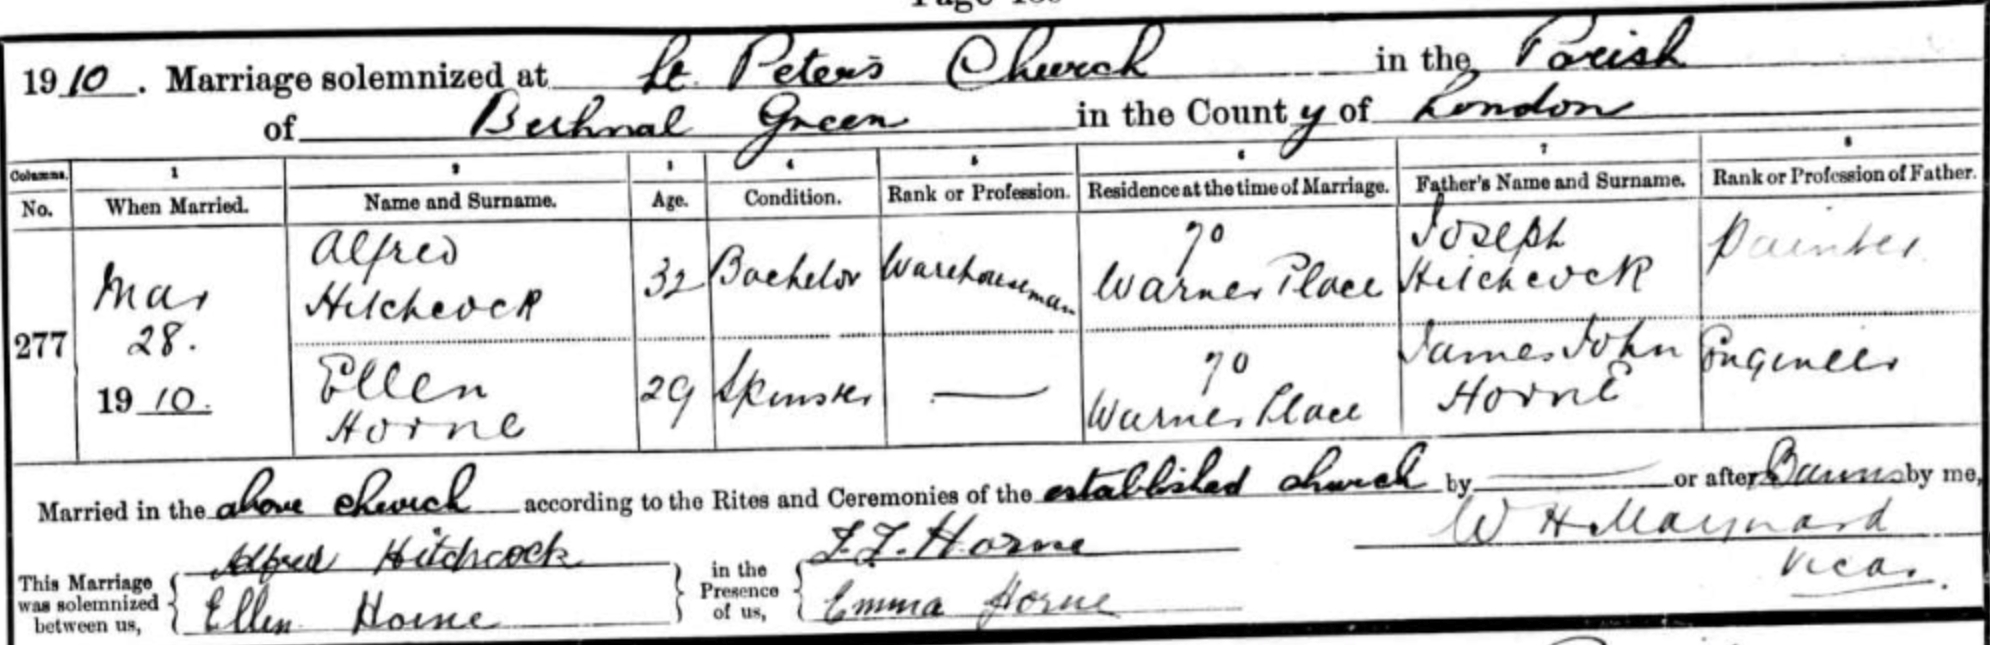 1910. Marriage solemnized at St. Peter's Church in the Parish
of Bethnal Green in the County of London
Columns. 1 2 3 4 5 6 7 8
No. When Married. Name and Surname. Age. Condition. Rank or Profession. Residence at the time of Marriage. Father's Name and Surname. Rank or Profession of Father.
277 Mar 28. 1910.
Alfred Hitchcock 32 Bachelor Warehouseman 70 Warner Place Joseph Hitchcock Painter
Ellen Horne 29 Spinster — 70 Warner Place James John Horne Engineer
Married in the above church according to the Rites and Ceremonies of the established church by — or after Banns by me,
W H Maynard
Vicar.
This Marriage was solemnized between us,
Alfred Hitchcock
Ellen Horne
in the Presence of us,
J. J. Horne
Emma Horne